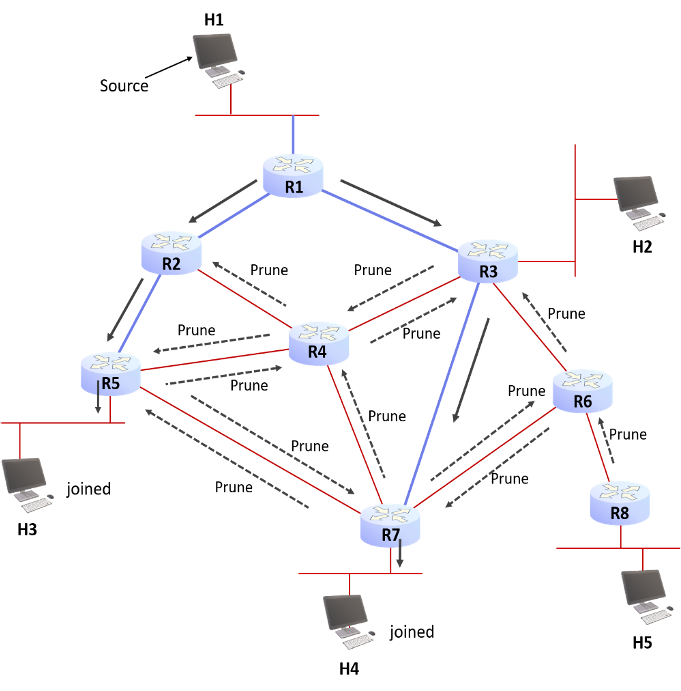 H1
Source
R1
H2
R2
Prune
Prune
R3
Prune
Prune
R4
R5
Prune
Prune
Prune
Prune
R6
Prune
Prune
joined
Prune
Prune
R8
H3
R7
joined
H5
H4